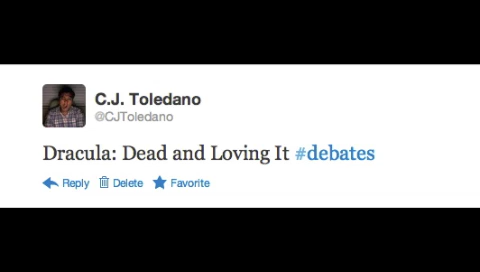 C.J. Toledano
@CJToledano
Dracula: Dead and Loving It #debates
Reply Delete Favorite